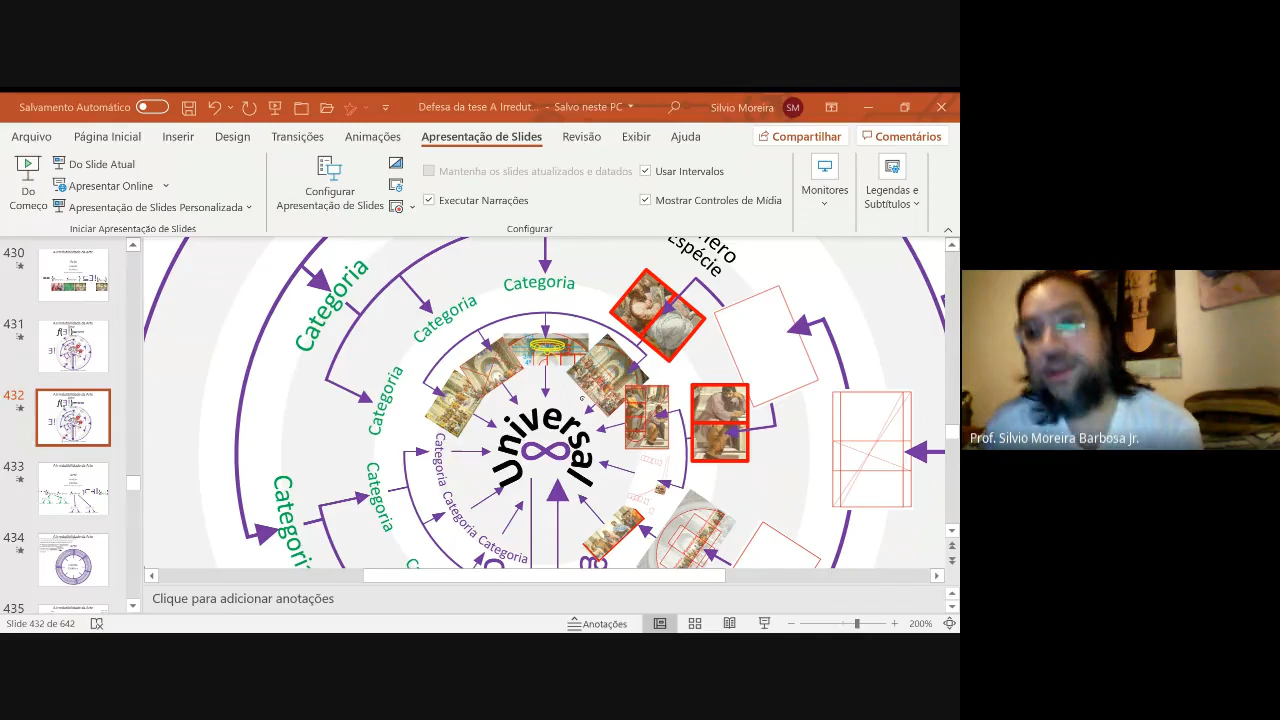 Salvamento Automático
Defesa da tese A Irredut... - Salvo neste PC
Silvio Moreira
SM
Arquivo
Página Inicial
Inserir
Design
Transições
Animações
Apresentação de Slides
Revisão
Exibir
Ajuda
Compartilhar
Comentários
Do Começo
Do Slide Atual
Apresentar Online
Apresentação de Slides Personalizada
Iniciar Apresentação de Slides
Configurar
Apresentação de Slides
Mantenha os slides atualizados e datados
Executar Narrações
Usar Intervalos
Mostrar Controles de Mídia
Configurar
Monitores
Legendas e
Subtítulos
430
431
432
433
434
435
Espécie
Categoria
Categoria
Categoria
Categoria
Categoria
Categoria
Categoria
Categoria
Categoria
Universal
∞
Prof. Silvio Moreira Barbosa Jr.
Clique para adicionar anotações
Slide 432 de 642
Anotações
200%